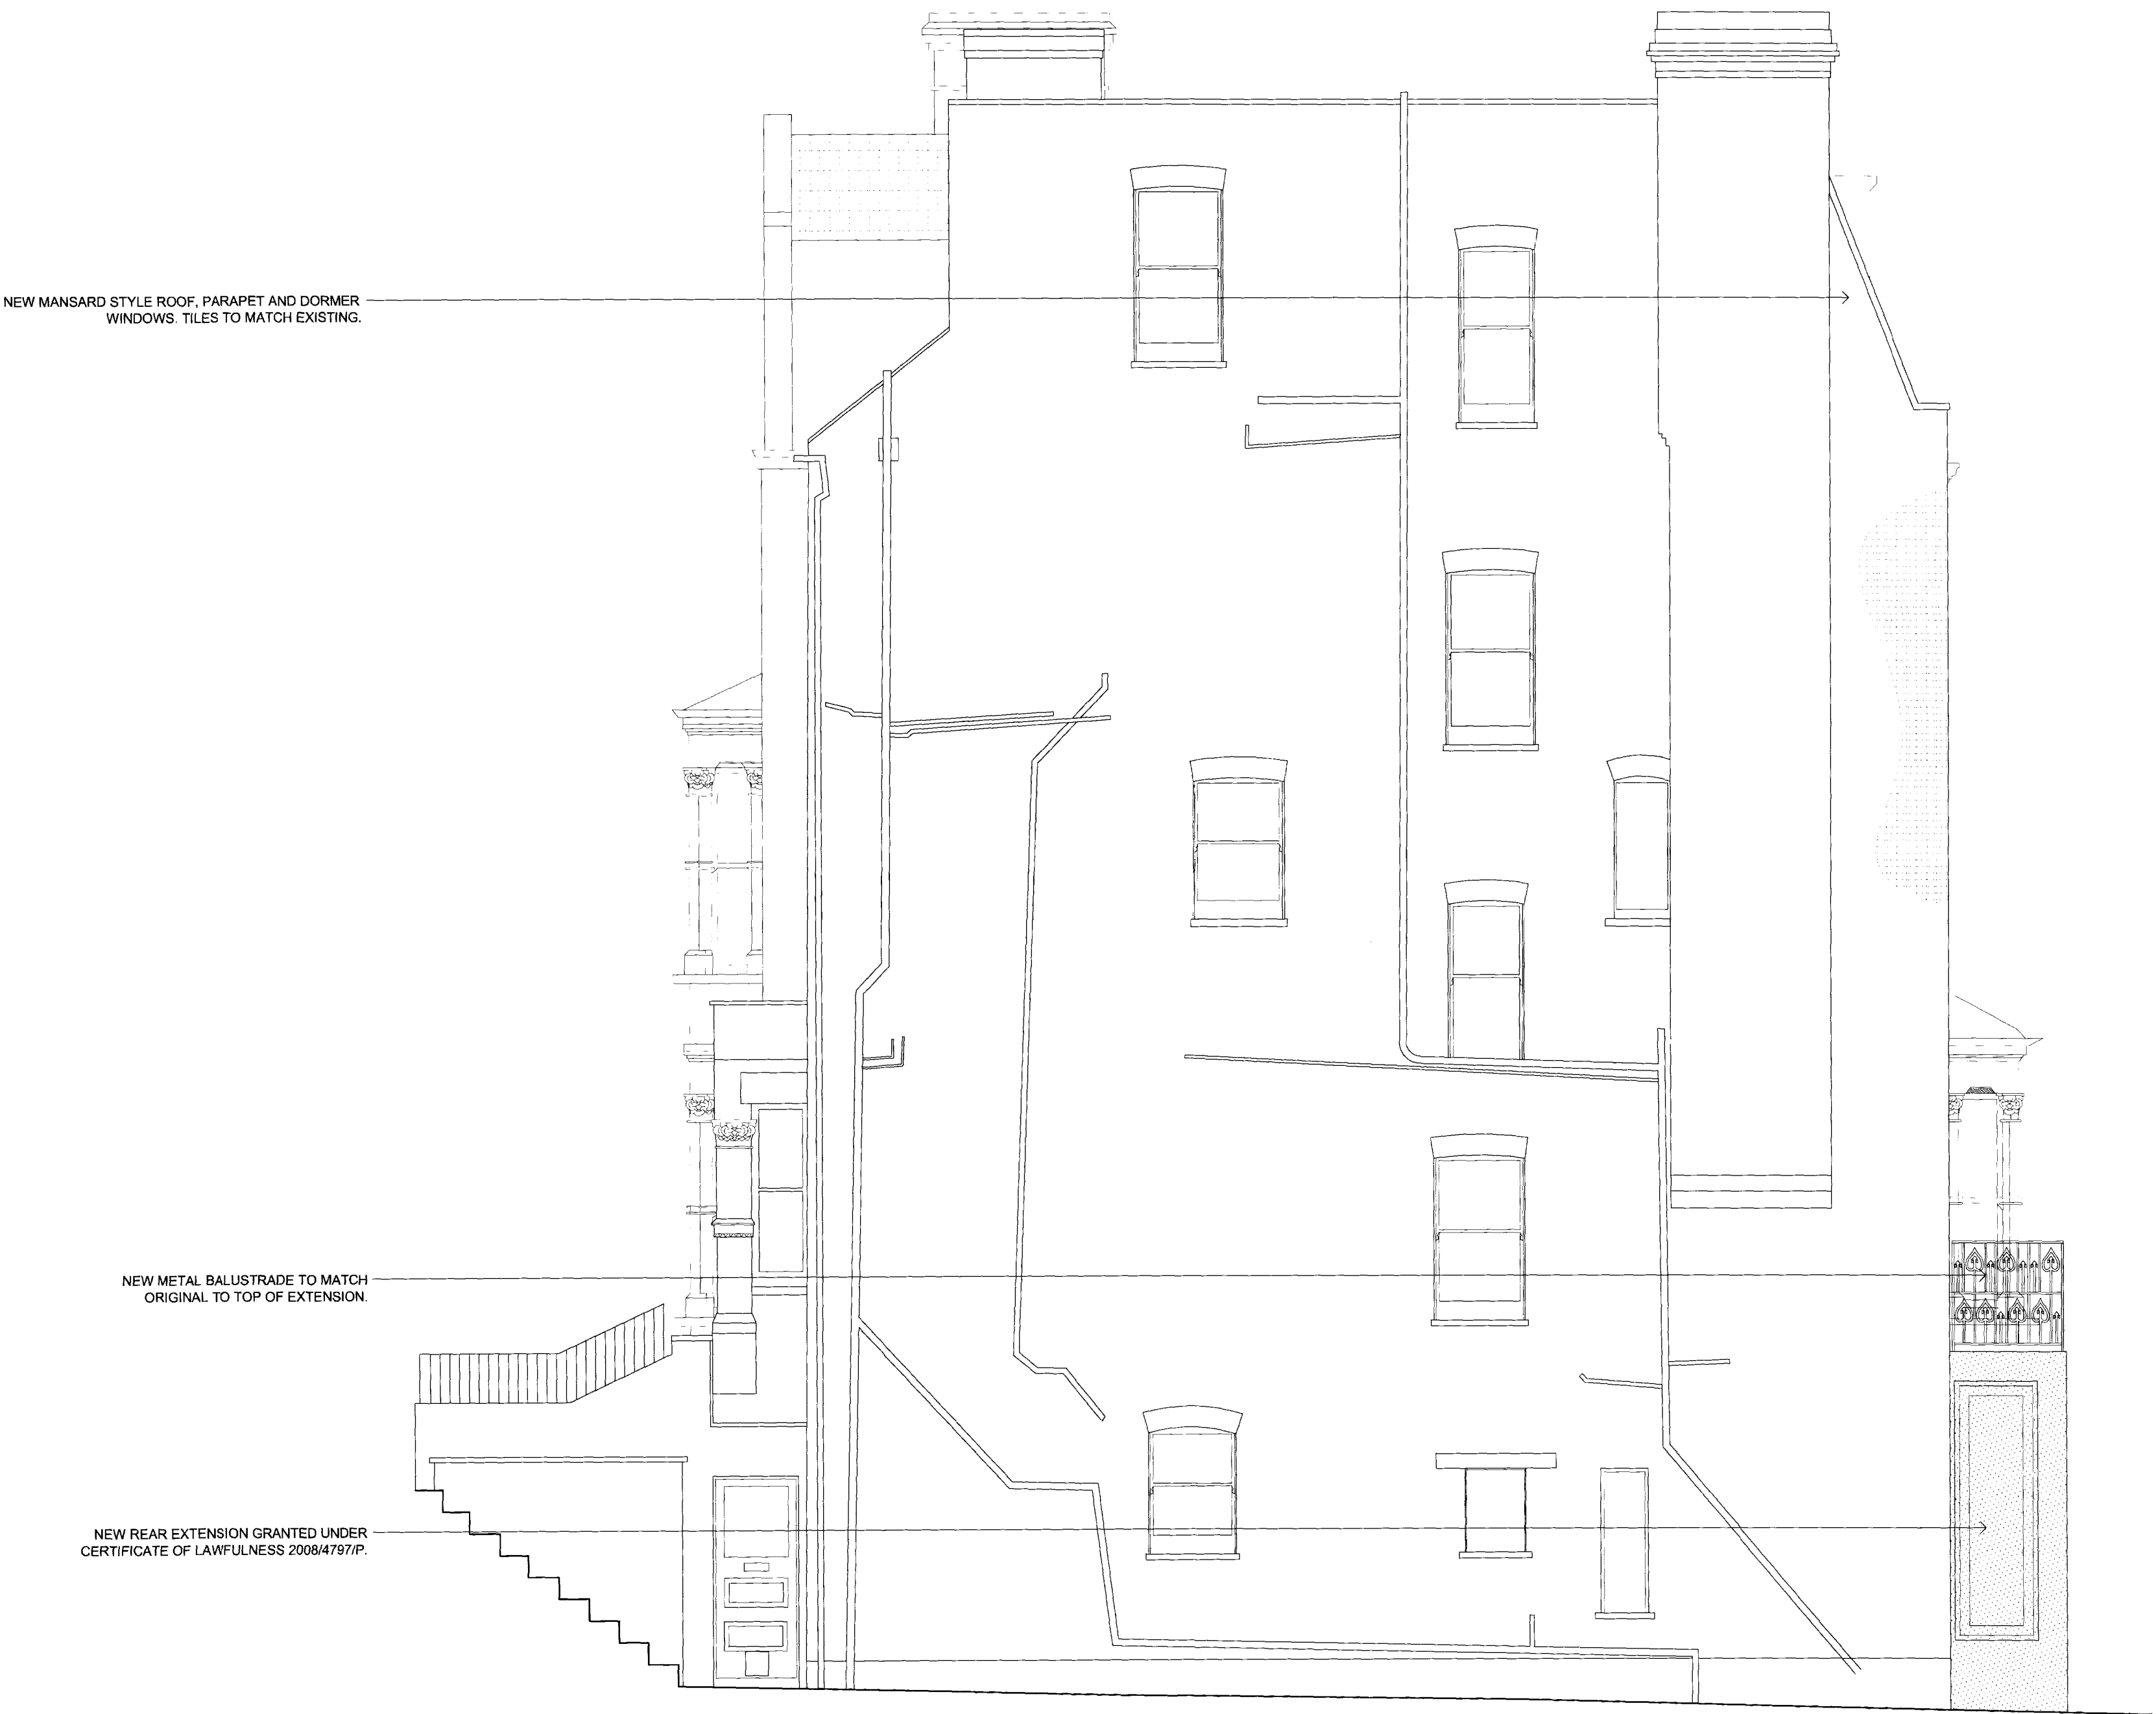 NEW MANSARD STYLE ROOF, PARAPET AND DORMER
WINDOWS. TILES TO MATCH EXISTING.
NEW METAL BALUSTRADE TO MATCH
ORIGINAL TO TOP OF EXTENSION.
NEW REAR EXTENSION GRANTED UNDER
CERTIFICATE OF LAWFULNESS 2008/4797/P.